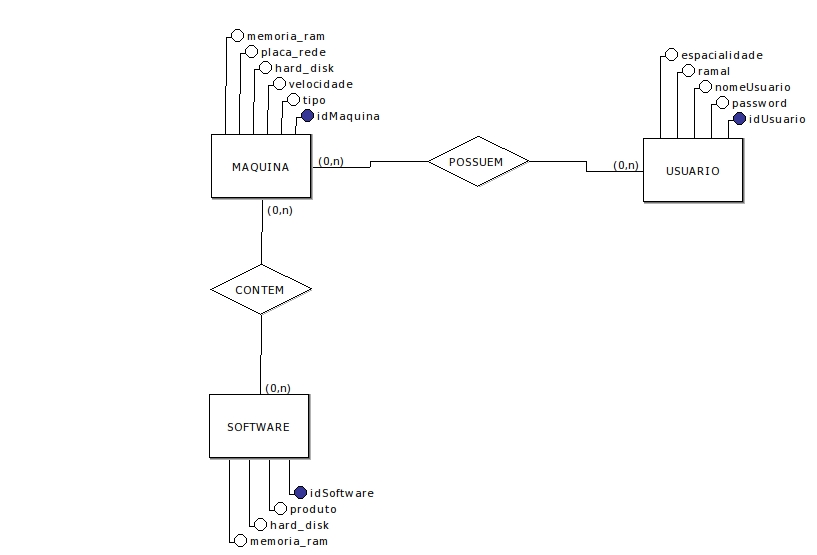 memoria_ram
placa_rede
hard_disk
velocidade
tipo
idMaquina
espacialidade
ramal
nomeUsuario
password
idUsuario
MAQUINA
(0,n)
POSSUEM
(0,n)
USUARIO
(0,n)
CONTEM
(0,n)
SOFTWARE
idSoftware
produto
hard_disk
memoria_ram